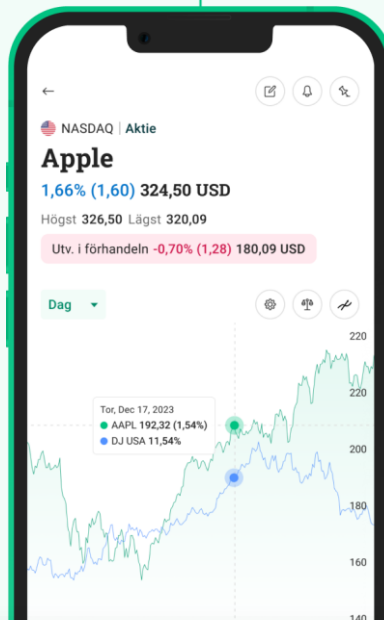 NASDAQ | Aktie
Apple
1,66% (1,60) 324,50 USD
Högst 326,50 Lägst 320,09
Utv. i förhandeln -0,70% (1,28) 180,09 USD
Dag
220
220
Tor, Dec 17, 2023
AAPL 192,32 (1,54%)
DJ USA 11,54%
200
180
160
140